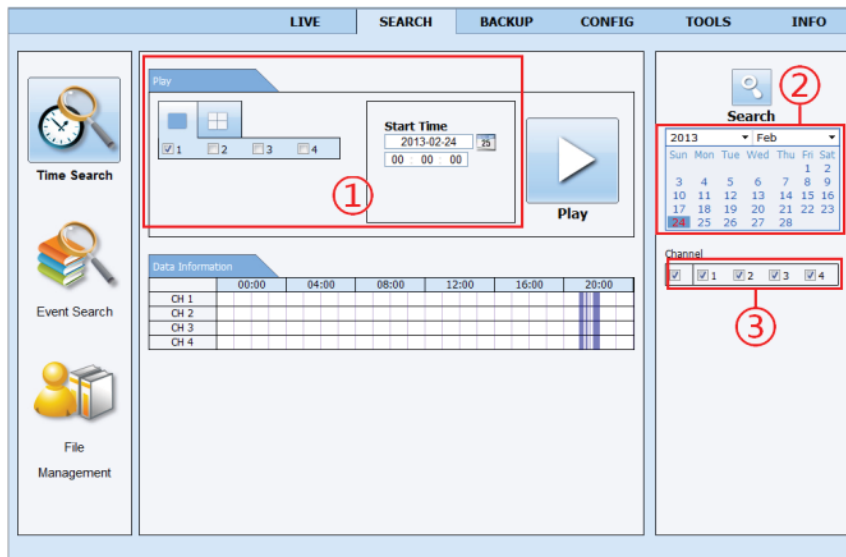 LIVE SEARCH BACKUP CONFIG TOOLS INFO
Time Search
Event Search
File
Management
Play
1 2 3 4
①
Start Time
2013-02-24 25
00 : 00 : 00
Play
Data Information
00:00 04:00 08:00 12:00 16:00 20:00
CH 1
CH 2
CH 3
CH 4
②
Search
2013 Feb
Sun Mon Tue Wed Thu Fri Sat
1 2
3 4 5 6 7 8 9
10 11 12 13 14 15 16
17 18 19 20 21 22 23
24 25 26 27 28
Channel
1 2 3 4
③